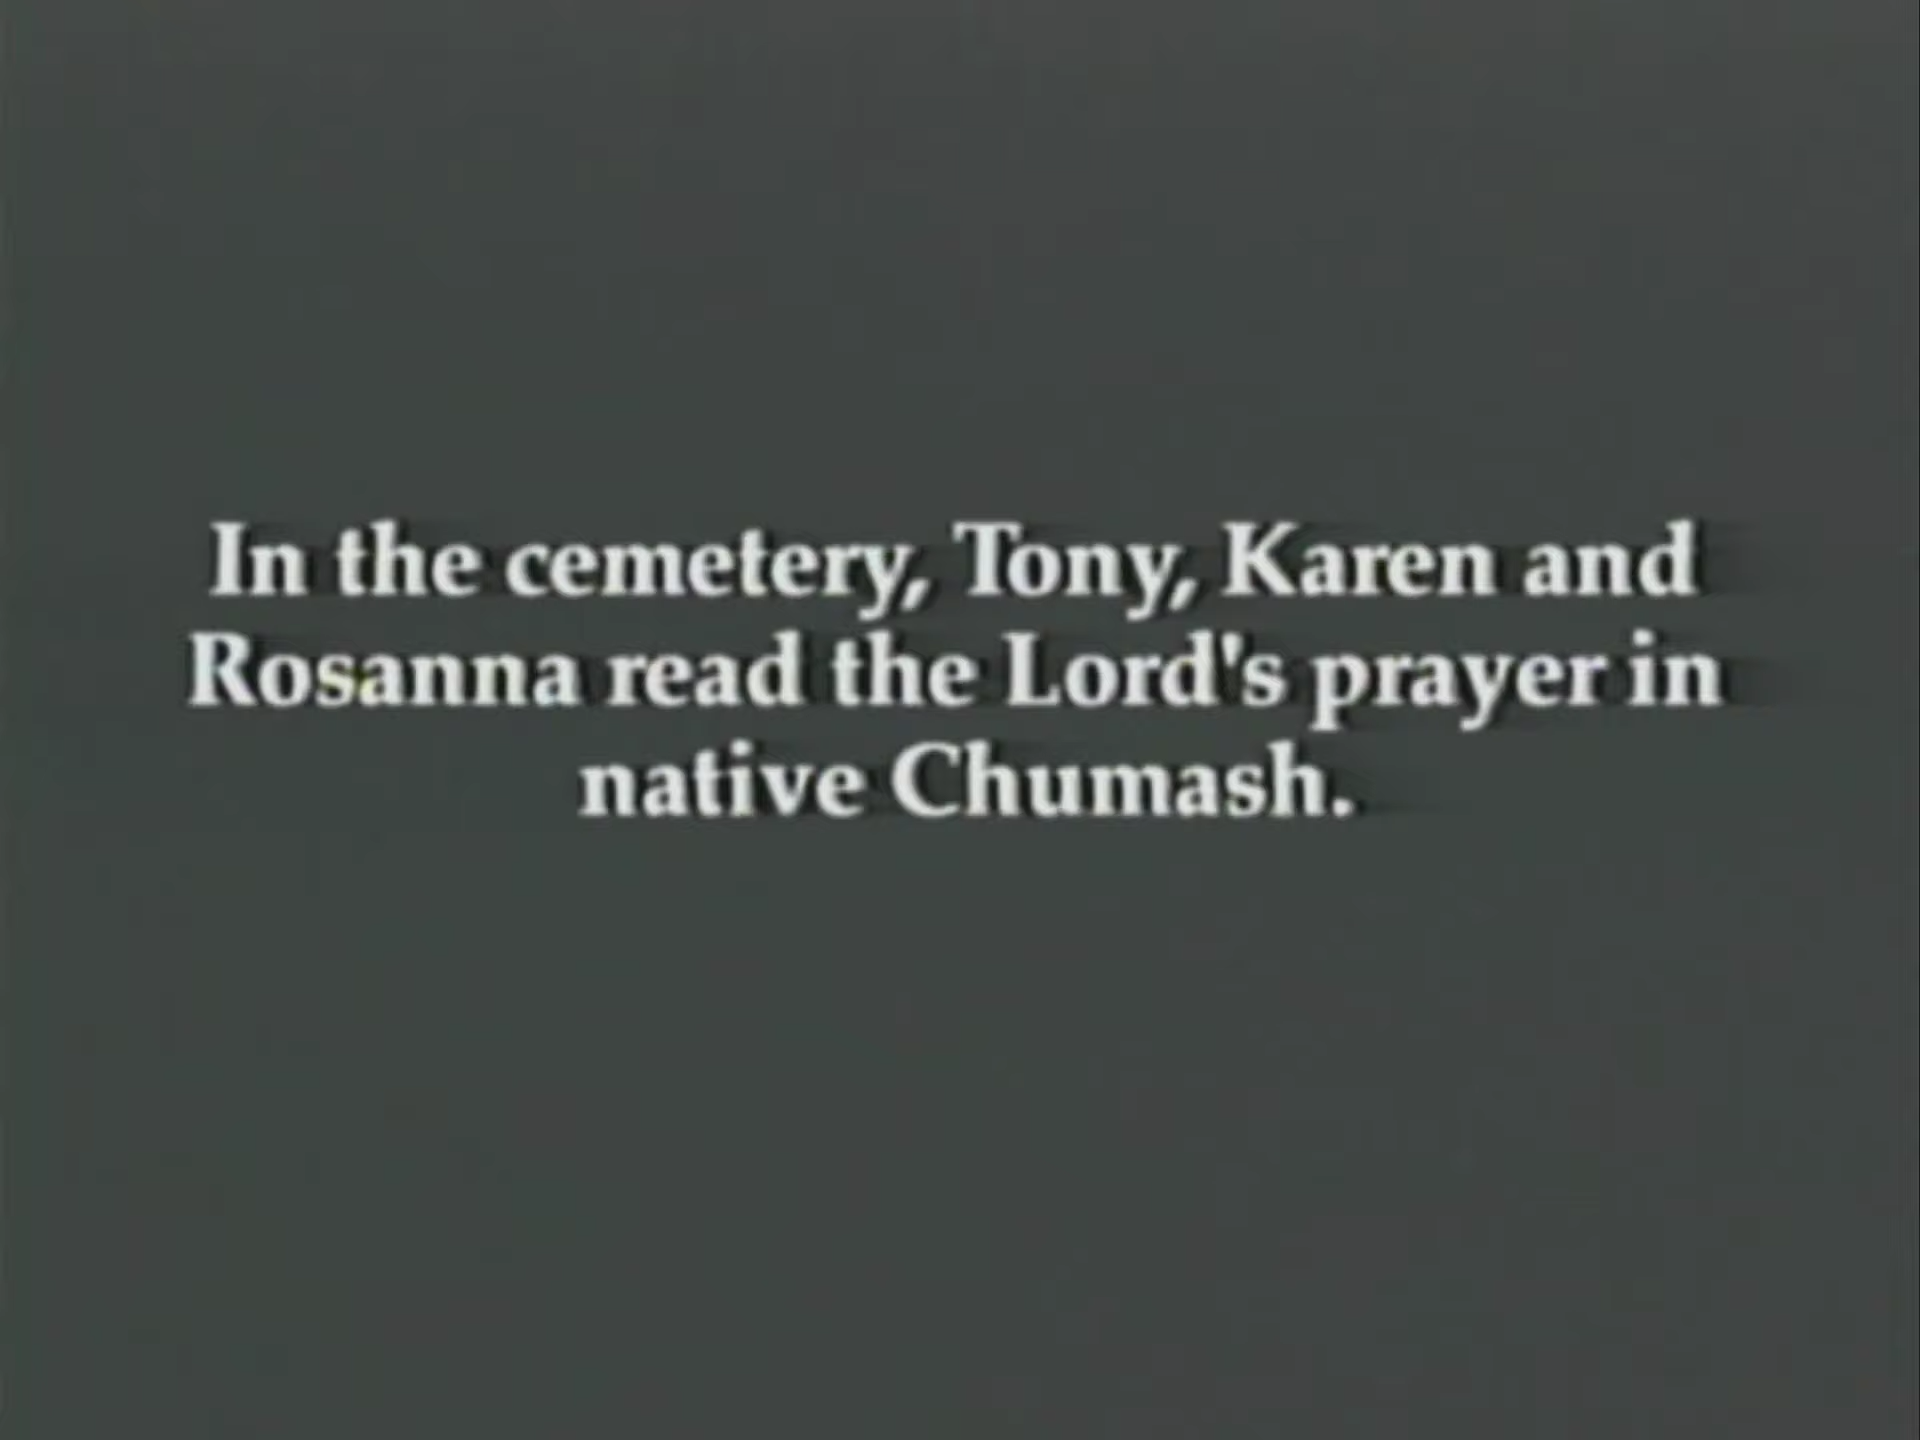 In the cemetery, Tony, Karen and
Rosanna read the Lord's prayer in
native Chumash.